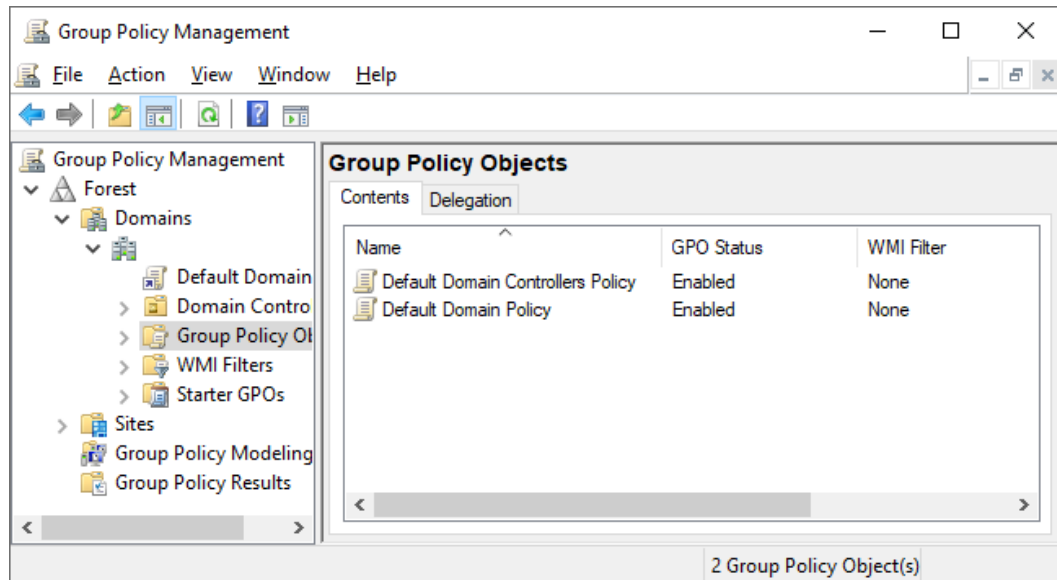 Group Policy Management
File Action View Window Help
Group Policy Management
Forest
Domains
Default Domain
Domain Contro
Group Policy Ob
WMI Filters
Starter GPOs
Sites
Group Policy Modeling
Group Policy Results
Group Policy Objects
Contents Delegation
Name GPO Status WMI Filter
Default Domain Controllers Policy Enabled None
Default Domain Policy Enabled None
2 Group Policy Object(s)